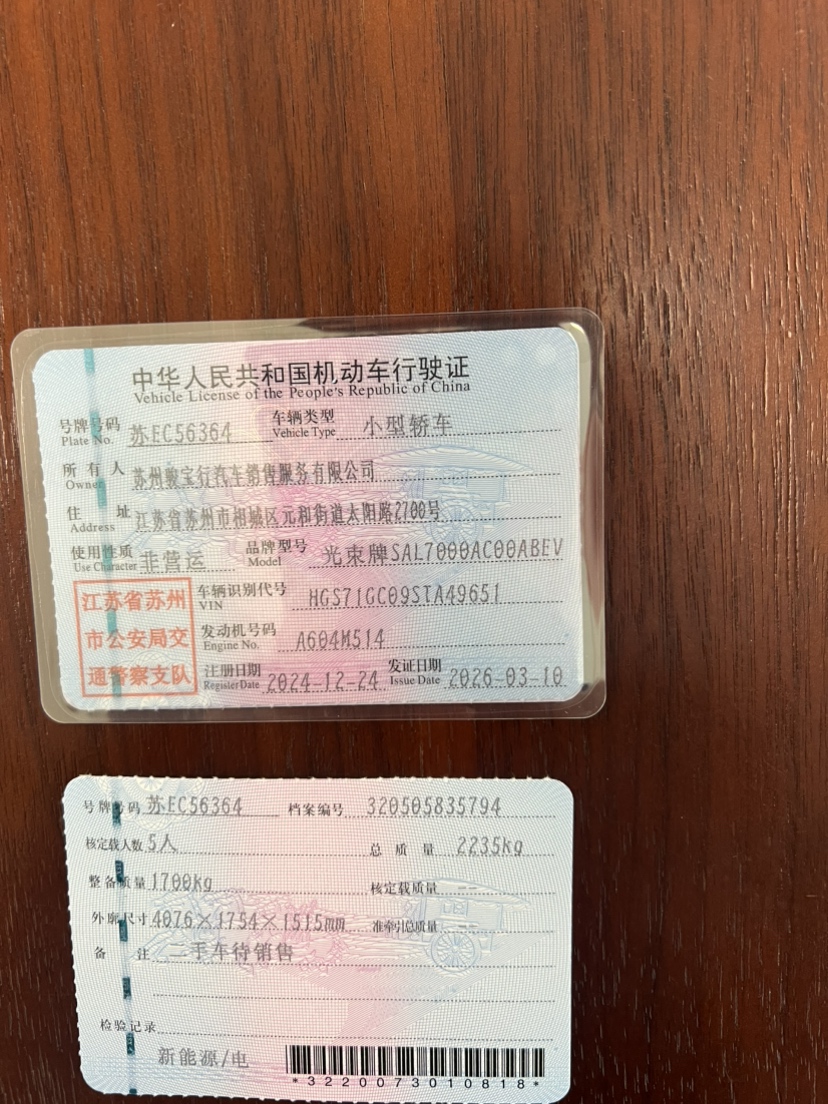 中华人民共和国机动车行驶证
Vehicle License of the People's Republic of China
号牌号码 苏EC56364 车辆类型 小型轿车
Plate No. Vehicle Type
所有人 苏州骏宝行汽车销售服务有限公司
Owner
住址 江苏省苏州市相城区元和街道太阳路2700号
Address
使用性质 非营运 品牌型号 光束牌SAL7000AC00ABEV
Use Character Model
江苏省苏州
市公安局交
通警察支队
车辆识别代号 HGS71GC09STA49651
VIN
发动机号码 A604M514
Engine No.
注册日期 2024-12-24 发证日期 2026-03-10
Register Date Issue Date
号牌号码 苏EC56364 档案编号 320505835794
核定载人数 5人 总质量 2235kg
整备质量 1700kg 核定载质量 --
外廓尺寸 4076×1754×1515mm 准牵引总质量 --
备注 二手车待销售
检验记录
新能源/电
*3220073010818*